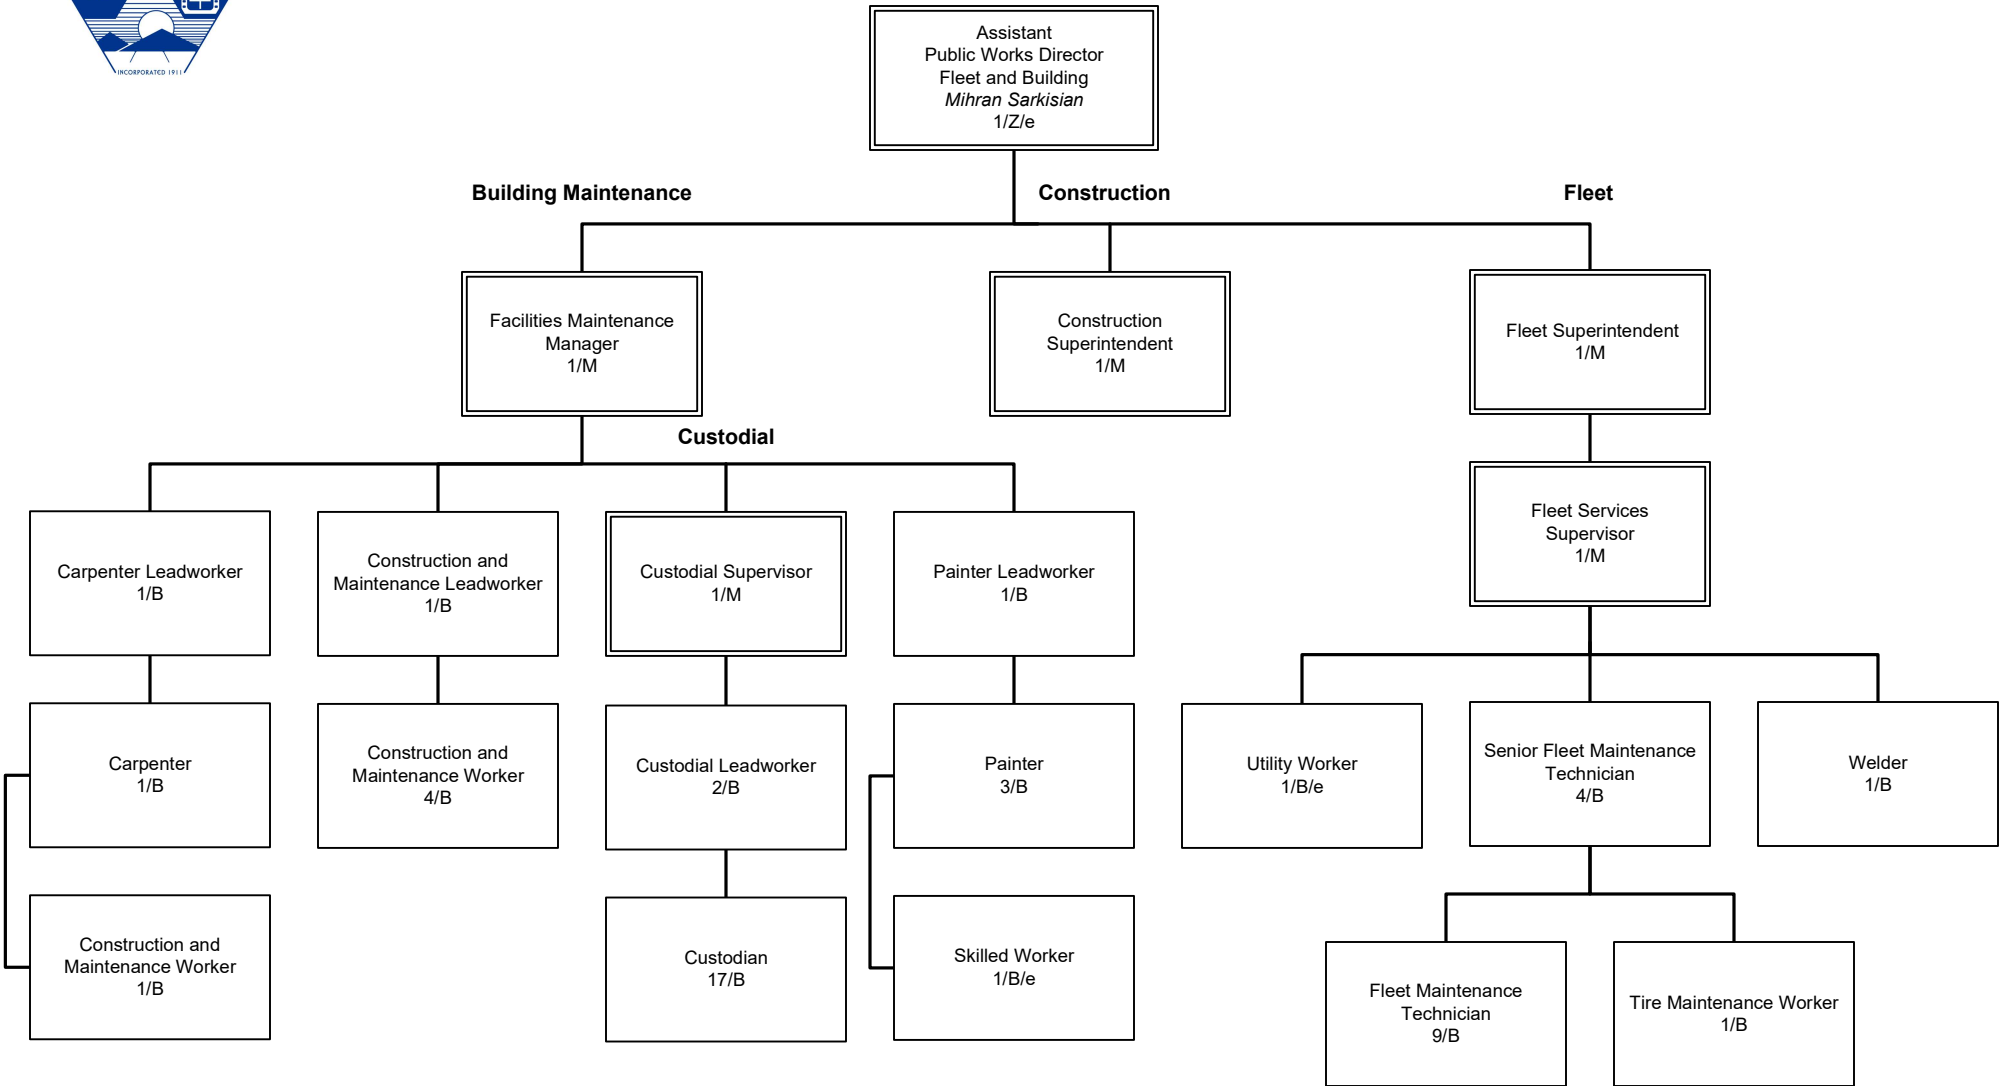 INCORPORATED 1911
Assistant
Public Works Director
Fleet and Building
Mihran Sarkisian
1/Z/e
Building Maintenance
Construction
Fleet
Facilities Maintenance
Manager
1/M
Construction
Superintendent
1/M
Fleet Superintendent
1/M
Custodial
Fleet Services
Supervisor
1/M
Carpenter Leadworker
1/B
Construction and
Maintenance Leadworker
1/B
Custodial Supervisor
1/M
Painter Leadworker
1/B
Carpenter
1/B
Construction and
Maintenance Worker
4/B
Custodial Leadworker
2/B
Painter
3/B
Utility Worker
1/B/e
Senior Fleet Maintenance
Technician
4/B
Welder
1/B
Construction and
Maintenance Worker
1/B
Custodian
17/B
Skilled Worker
1/B/e
Fleet Maintenance
Technician
9/B
Tire Maintenance Worker
1/B